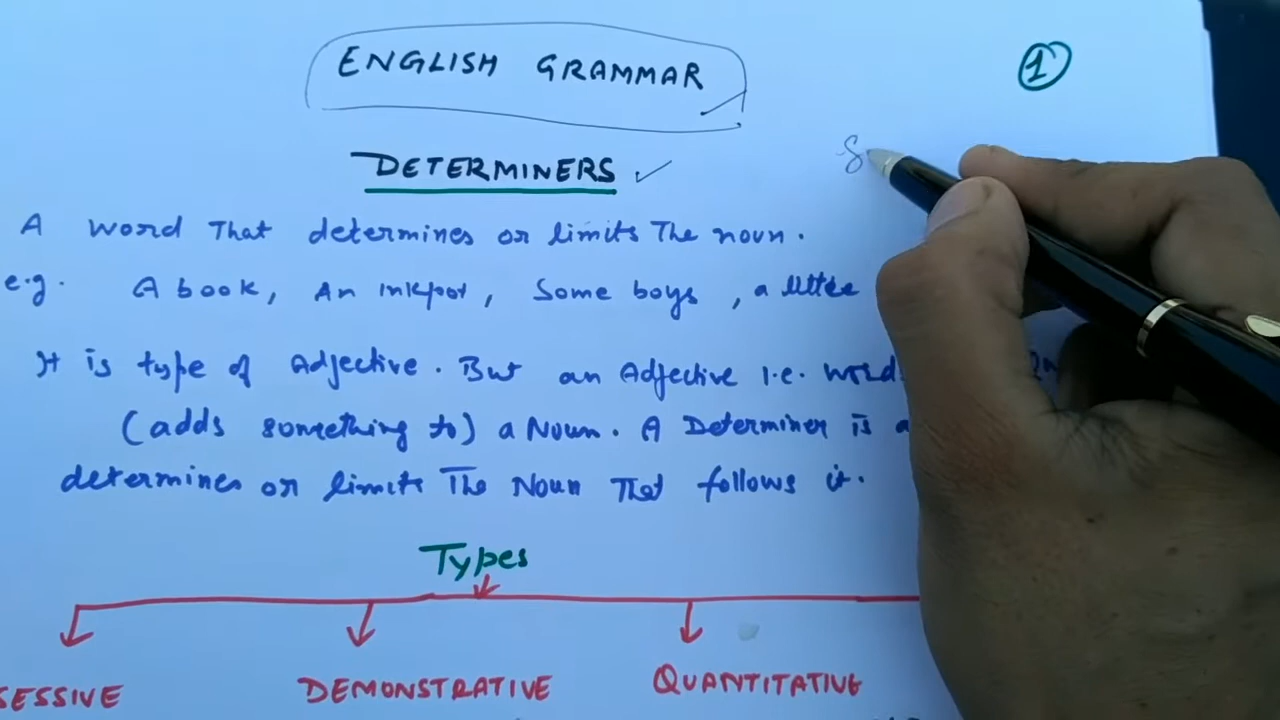 ENGLISH GRAMMAR
1
DETERMINERS
A word That determines or limits The noun.
e.g. A book, An Inkpot, Some boys, a little
It is type of Adjective. But an Adjective i.e. word
(adds something to) a Noun. A Determiner is a
determines or limits The Noun That follows it.
Types
SESSIVE DEMONSTRATIVE QUANTITATIVE